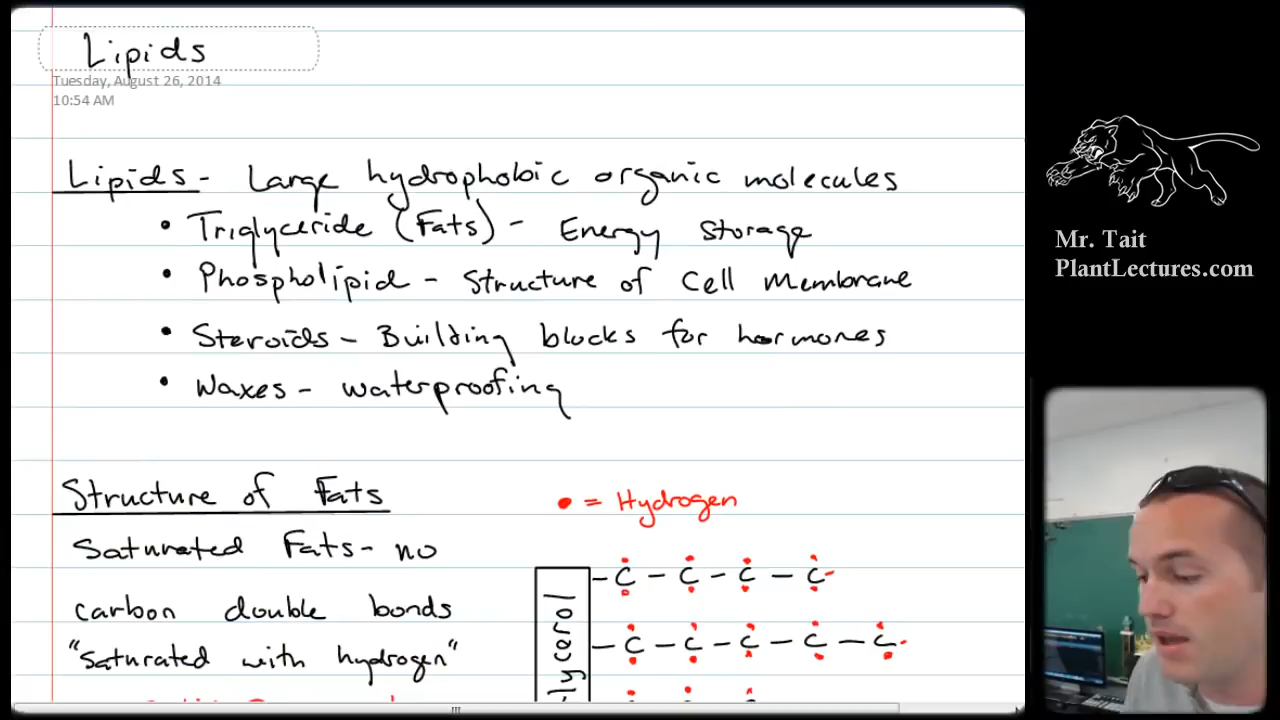 Lipids
Tuesday, August 26, 2014
10:54 AM
Lipids - Large hydrophobic organic molecules
• Triglyceride (Fats) - Energy storage
• Phospholipid - Structure of Cell Membrane
• Steroids - Building blocks for hormones
• Waxes - waterproofing
Structure of Fats
• = Hydrogen
Saturated Fats - no
carbon double bonds
"saturated with hydrogen"
- C - C - C - C -
- C - C - C - C - C -
Mr. Tait
PlantLectures.com